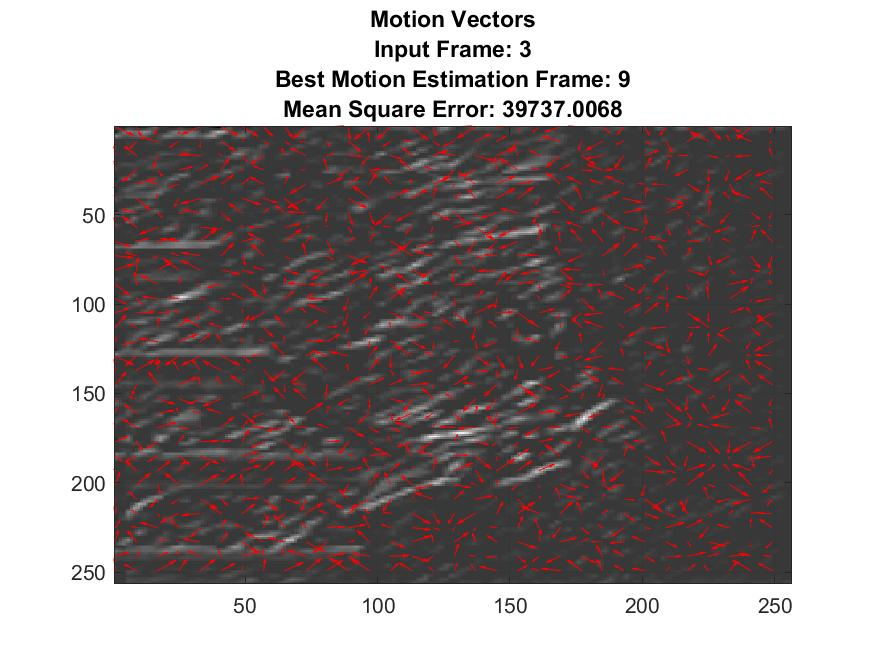 Motion Vectors
Input Frame: 3
Best Motion Estimation Frame: 9
Mean Square Error: 39737.0068
50
100
150
200
250
50 100 150 200 250